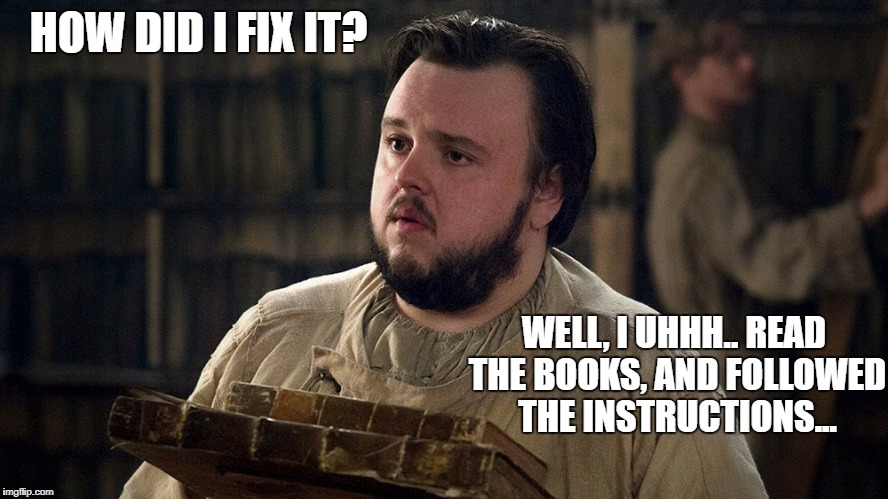 HOW DID I FIX IT?
WELL, I UHHH.. READ
THE BOOKS, AND FOLLOWED
THE INSTRUCTIONS...
imgflip.com